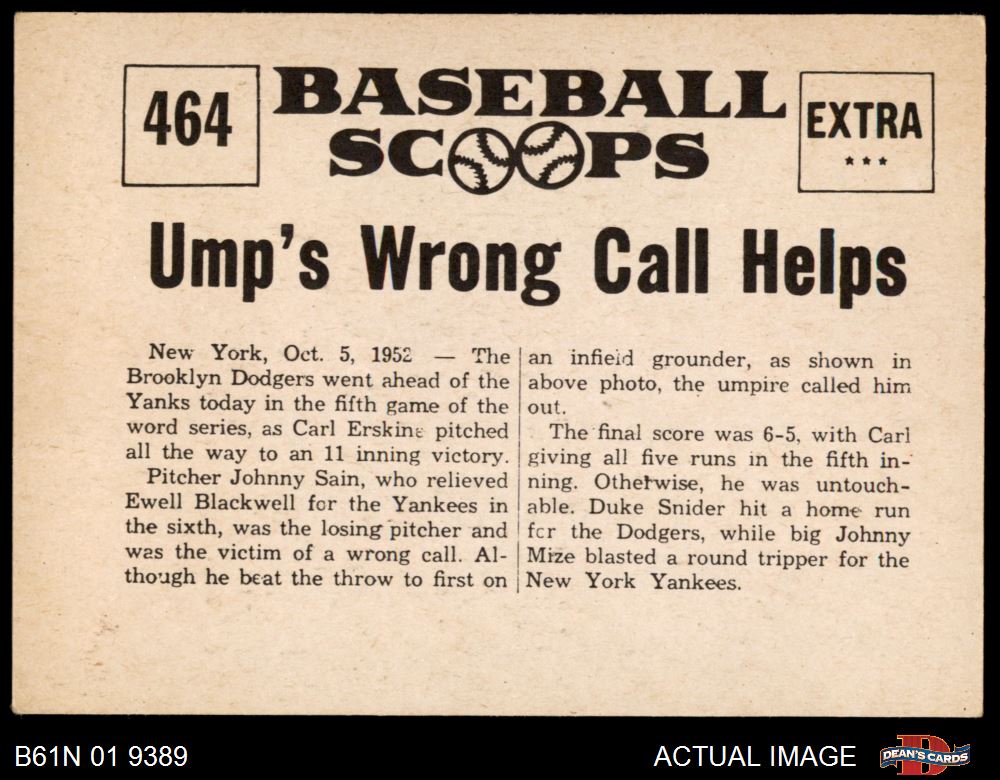 464
BASEBALL
SCOOPS
EXTRA
***
Ump's Wrong Call Helps
New York, Oct. 5, 1952 — The
Brooklyn Dodgers went ahead of the
Yanks today in the fifth game of the
word series, as Carl Erskine pitched
all the way to an 11 inning victory.
Pitcher Johnny Sain, who relieved
Ewell Blackwell for the Yankees in
the sixth, was the losing pitcher and
was the victim of a wrong call. Al-
though he beat the throw to first on
an infield grounder, as shown in
above photo, the umpire called him
out.
The final score was 6-5, with Carl
giving all five runs in the fifth in-
ning. Othetwise, he was untouch-
able. Duke Snider hit a home run
for the Dodgers, while big Johnny
Mize blasted a round tripper for the
New York Yankees.
B61N 01 9389
ACTUAL IMAGE
DEAN'S CARDS